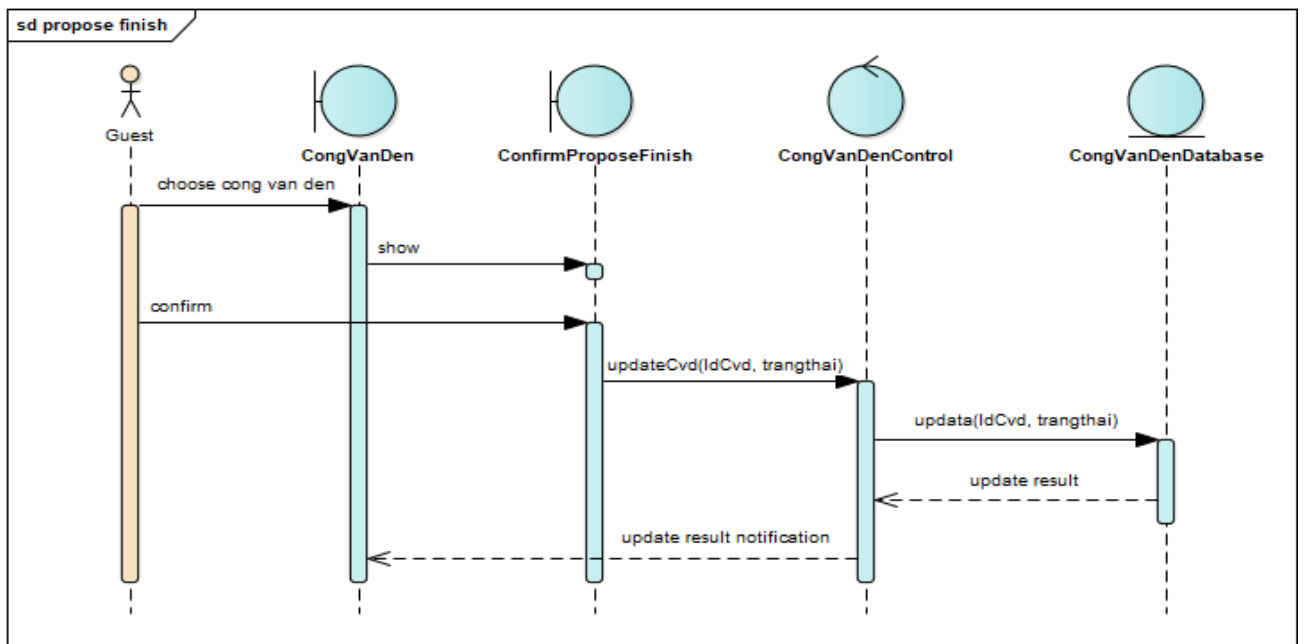 sd propose finish
Guest
CongVanDen
ConfirmProposeFinish
CongVanDenControl
CongVanDenDatabase
choose cong van den
show
confirm
updateCvd(IdCvd, trangthai)
updata(IdCvd, trangthai)
update result
update result notification